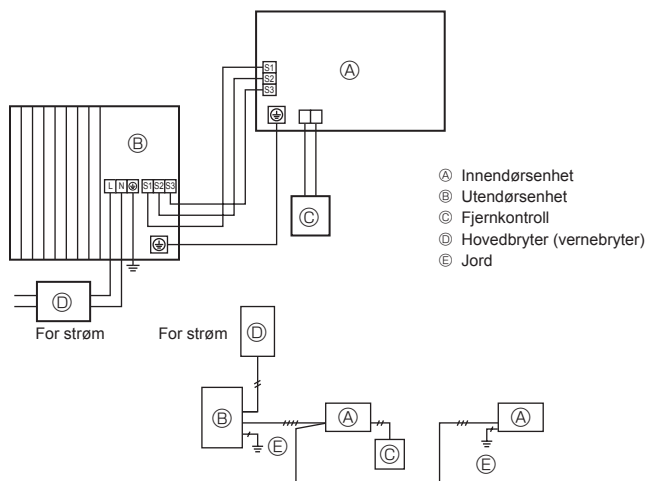 S1
S2
S3
Ⓐ
Ⓑ
L N S1 S2 S3
Ⓒ
Ⓐ Innendørsenhet
Ⓑ Utendørsenhet
Ⓒ Fjernkontroll
Ⓓ Hovedbryter (vernebryter)
Ⓔ Jord
Ⓓ
For strøm
For strøm
Ⓓ
Ⓑ
Ⓐ
Ⓐ
Ⓔ
Ⓒ
Ⓔ